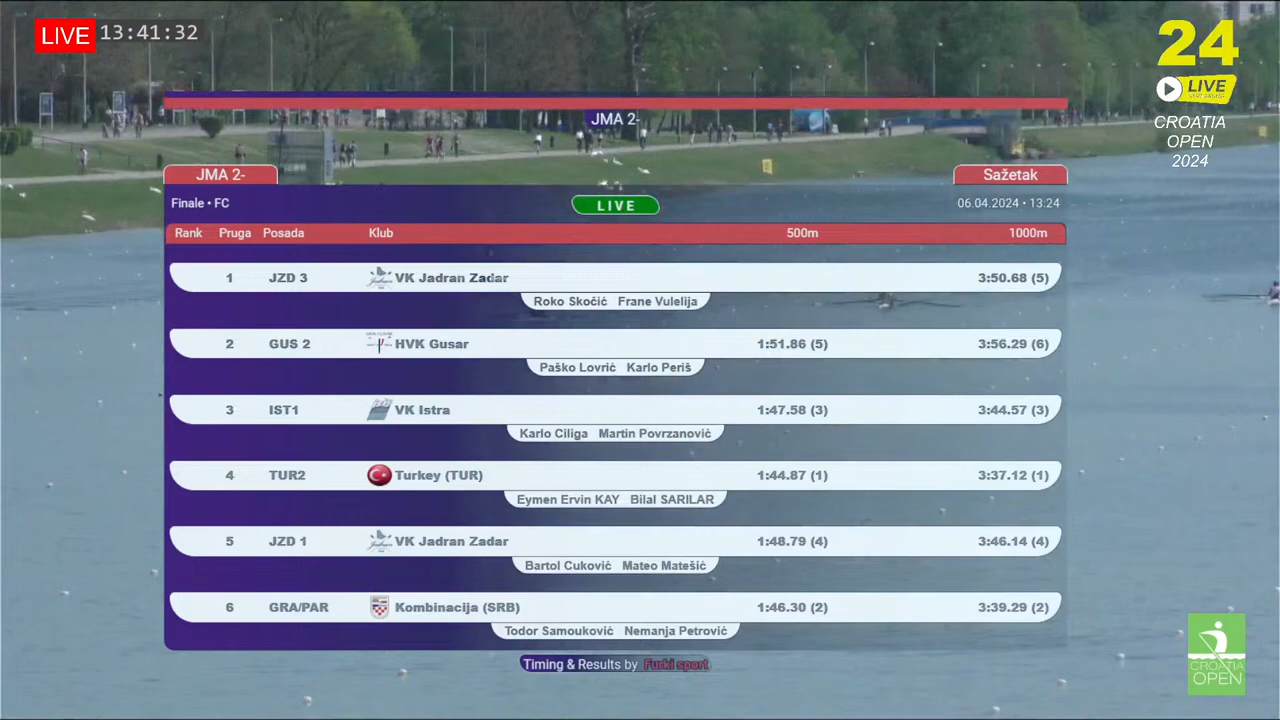 LIVE 13:41:32
24
LIVE
CROATIA
OPEN
2024
JMA 2-
JMA 2-
Sažetak
Finale • FC
LIVE
06.04.2024 • 13:24
Rank Pruga Posada Klub 500m 1000m
1 JZD 3 VK Jadran Zadar 3:50.68 (5)
Roko Skočić Frane Vulelija
2 GUS 2 HVK Gusar 1:51.86 (5) 3:56.29 (6)
Paško Lovrić Karlo Periš
3 IST1 VK Istra 1:47.58 (3) 3:44.57 (3)
Karlo Ciliga Martin Povrzanović
4 TUR2 Turkey (TUR) 1:44.87 (1) 3:37.12 (1)
Eymen Ervin KAY Bilal SARILAR
5 JZD 1 VK Jadran Zadar 1:48.79 (4) 3:46.14 (4)
Bartol Cuković Mateo Matešić
6 GRA/PAR Kombinacija (SRB) 1:46.30 (2) 3:39.29 (2)
Todor Samouković Nemanja Petrović
Timing & Results by Furki sport
CROATIA
OPEN